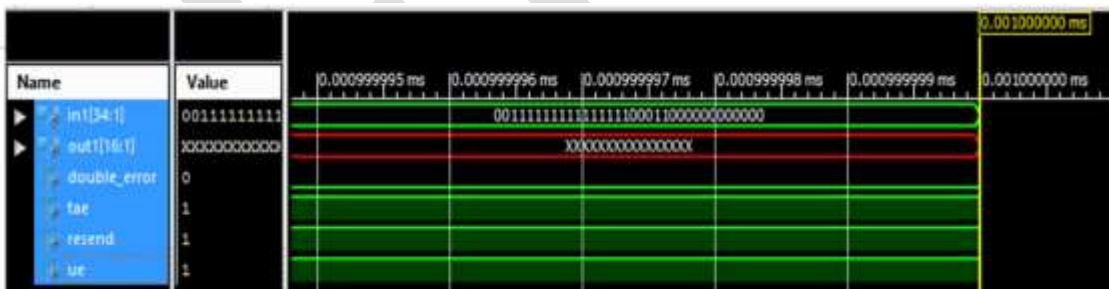 0.001000000 ms
Name Value 0.000999995 ms 0.000999996 ms 0.000999997 ms 0.000999998 ms 0.000999999 ms 0.001000000 ms
in1[34:1] 00111111111
out1[16:1] XXXXXXXXXXX XXXXXXXXXXXXXXXX
double_error 0
tae 1
resend 1
ue 1